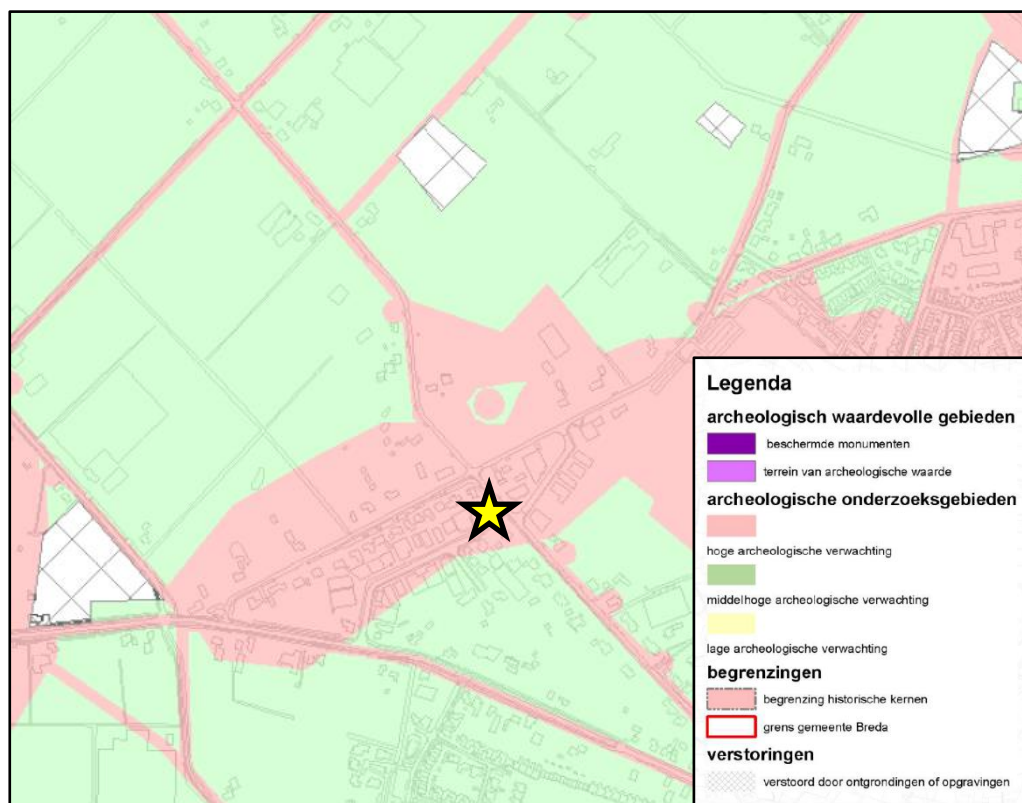 Legenda
archeologisch waardevolle gebieden
beschermde monumenten
terrein van archeologische waarde
archeologische onderzoeksgebieden
hoge archeologische verwachting
middelhoge archeologische verwachting
lage archeologische verwachting
begrenzingen
begrenzing historische kernen
grens gemeente Breda
verstoringen
verstoord door ontgrondingen of opgravingen